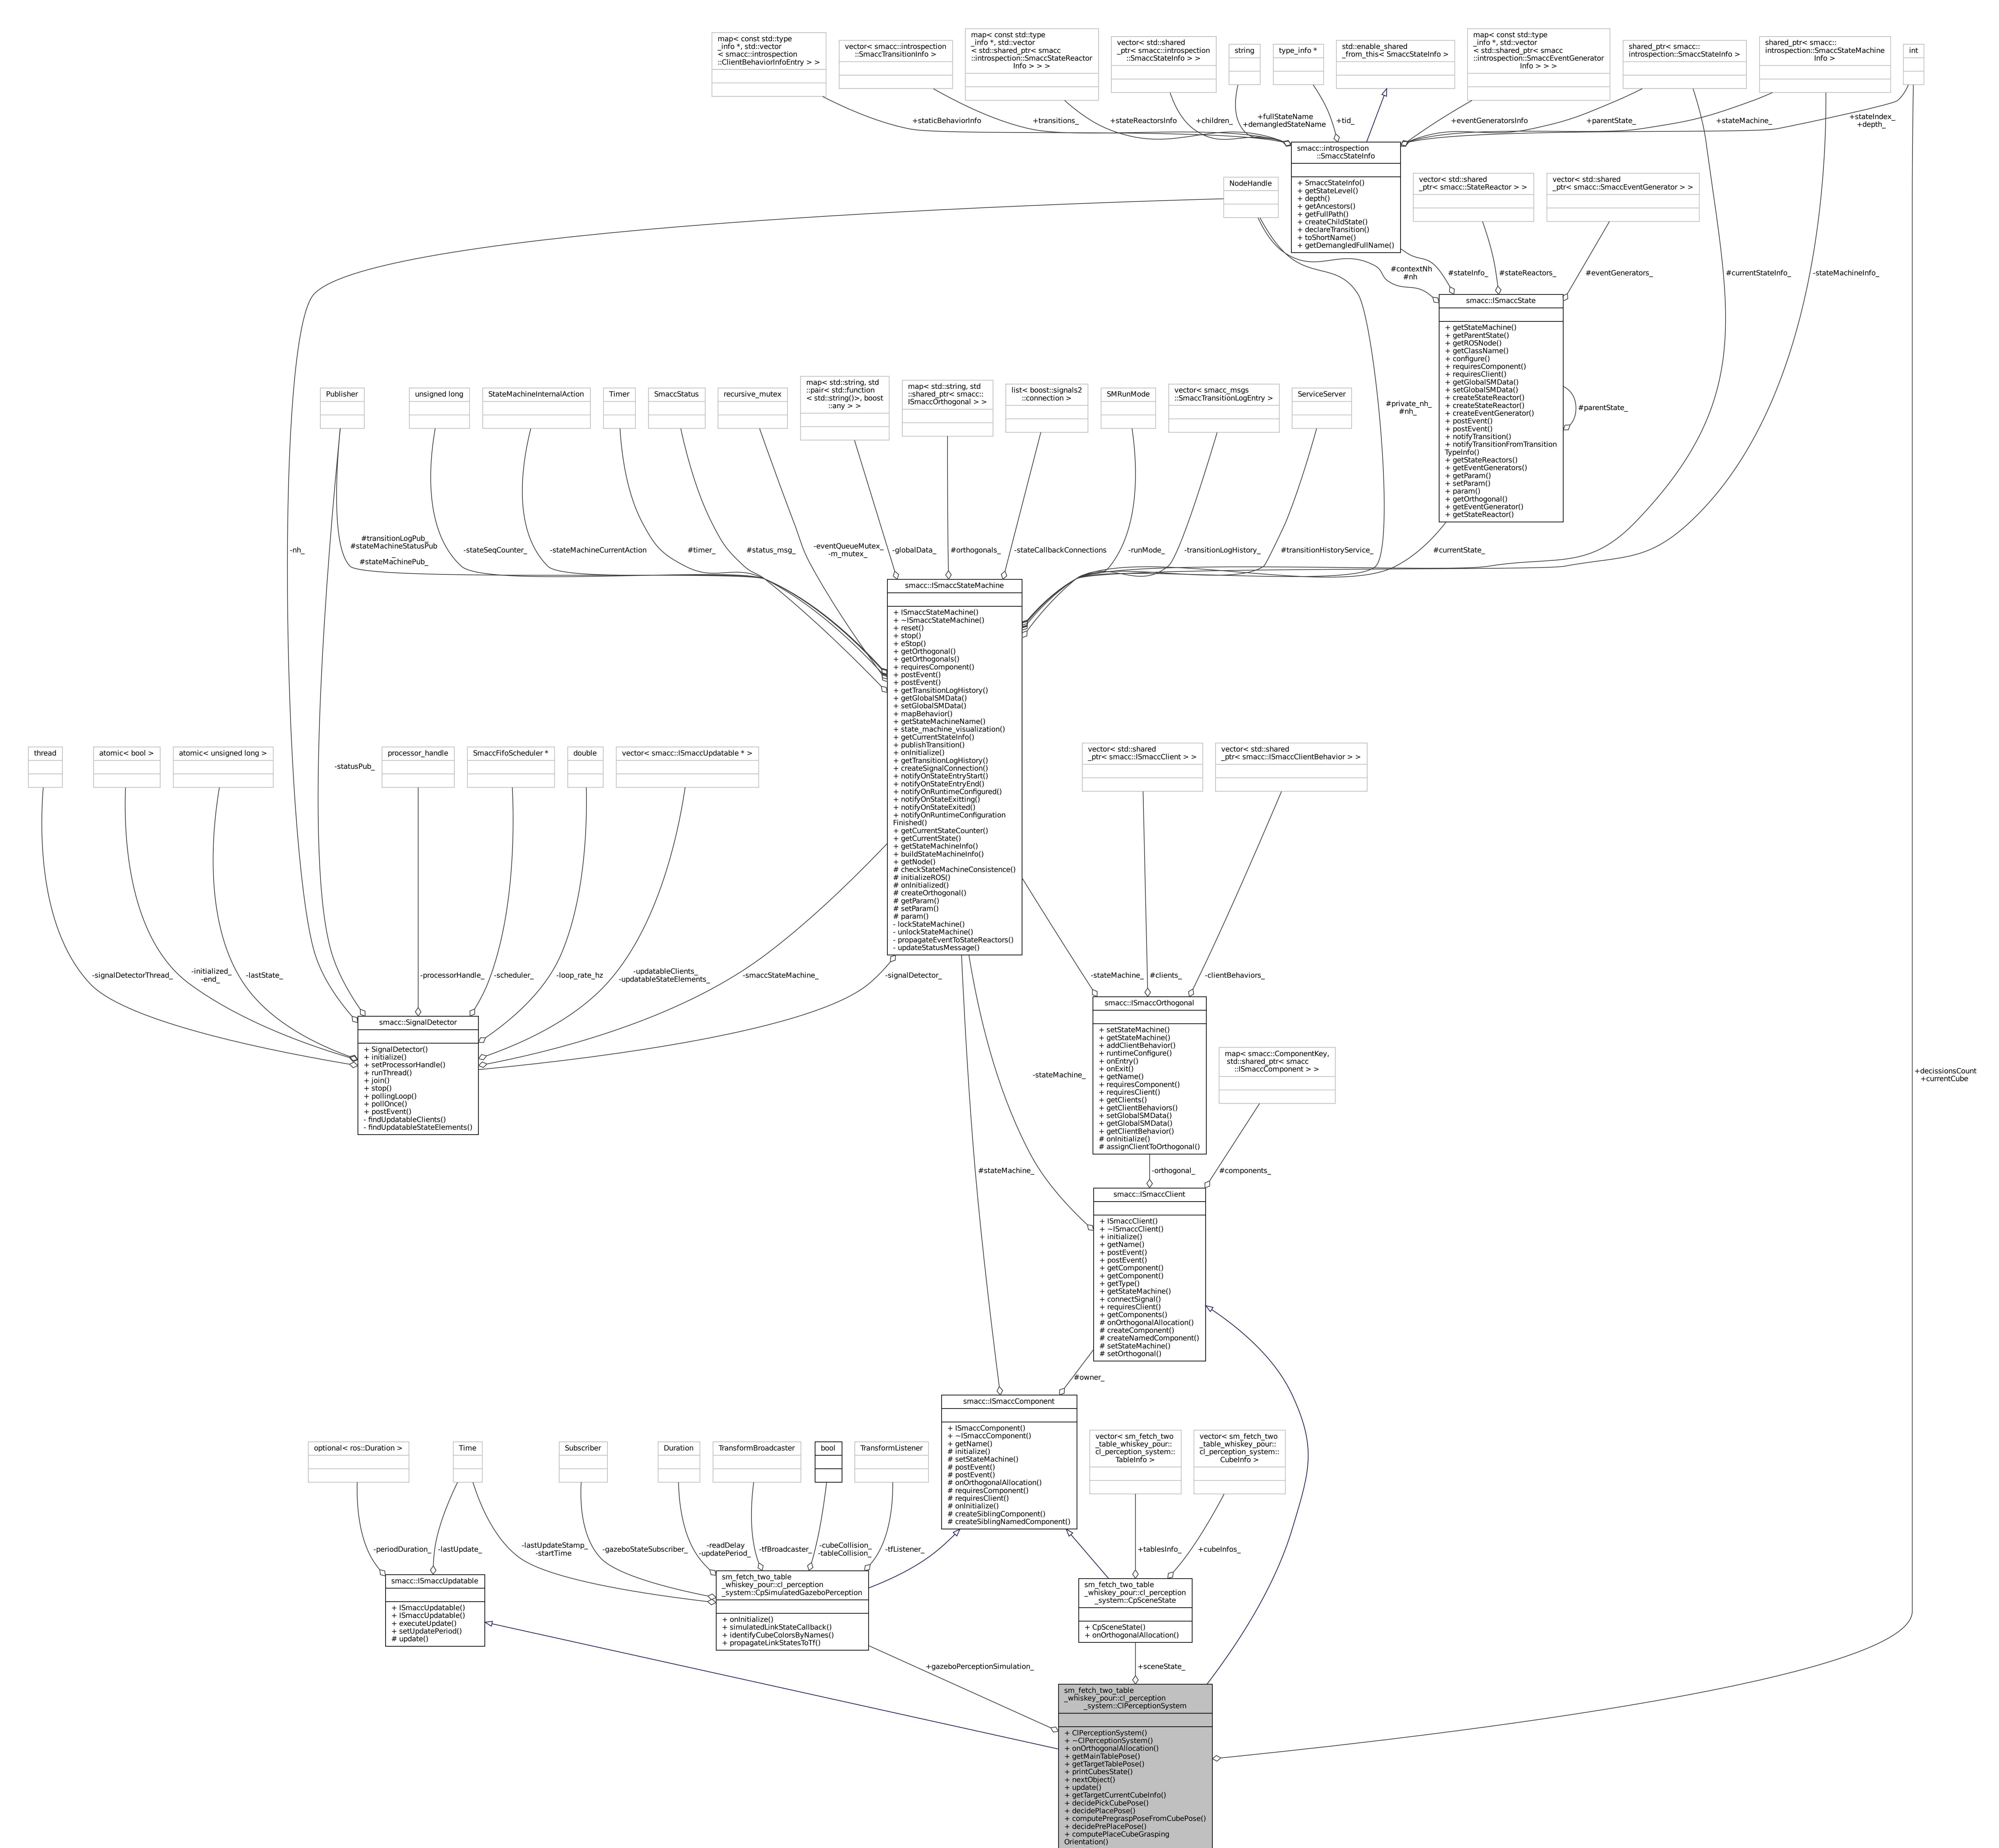 map< const std::type
_info *, std::vector
< smacc::introspection
::ClientBehaviorInfoEntry > >
vector< smacc::introspection
::SmaccTransitionInfo >
map< const std::type
_info *, std::vector
< std::shared_ptr< smacc
::introspection::SmaccStateReactor
Info > > >
vector< std::shared
_ptr< smacc::introspection
::SmaccStateInfo > >
string
type_info *
std::enable_shared
_from_this< SmaccStateInfo >
map< const std::type
_info *, std::vector
< std::shared_ptr< smacc
::introspection::SmaccEventGenerator
Info > > >
shared_ptr< smacc::
introspection::SmaccStateInfo >
shared_ptr< smacc::
introspection::SmaccStateMachine
Info >
int
+staticBehaviorInfo
+transitions_
+stateReactorsInfo
+children_
+fullStateName
+demangledStateName
+tid_
+eventGeneratorsInfo
+parentState_
+stateMachine_
+stateIndex_
+depth_
smacc::introspection
::SmaccStateInfo
+ SmaccStateInfo()
+ getStateLevel()
+ depth()
+ getAncestors()
+ getFullPath()
+ createChildState()
+ declareTransition()
+ toShortName()
+ getDemangledFullName()
NodeHandle
vector< std::shared
_ptr< smacc::StateReactor > >
vector< std::shared
_ptr< smacc::SmaccEventGenerator > >
#contextNh
#nh
#stateInfo_
#stateReactors_
#eventGenerators_
#currentStateInfo_
-stateMachineInfo_
smacc::ISmaccState
+ getStateMachine()
+ getParentState()
+ getROSNode()
+ getClassName()
+ configure()
+ requiresComponent()
+ requiresClient()
+ getGlobalSMData()
+ setGlobalSMData()
+ createStateReactor()
+ createStateReactor()
+ createEventGenerator()
+ postEvent()
+ postEvent()
+ notifyTransition()
+ notifyTransitionFromTransition
TypeInfo()
+ getStateReactors()
+ getEventGenerators()
+ getParam()
+ setParam()
+ param()
+ getOrthogonal()
+ getEventGenerator()
+ getStateReactor()
#parentState_
Publisher
unsigned long
StateMachineInternalAction
Timer
SmaccStatus
recursive_mutex
map< std::string, std
::pair< std::function
< std::string()>, boost
::any > >
map< std::string, std
::shared_ptr< smacc::
ISmaccOrthogonal > >
list< boost::signals2
::connection >
SMRunMode
vector< smacc_msgs
::SmaccTransitionLogEntry >
ServiceServer
#private_nh_
#nh_
-nh_
#transitionLogPub_
#stateMachineStatusPub
_
#stateMachinePub_
-stateSeqCounter_
-stateMachineCurrentAction
#timer_
#status_msg_
-eventQueueMutex_
-m_mutex_
-globalData_
#orthogonals_
-stateCallbackConnections
-runMode_
-transitionLogHistory_
#transitionHistoryService_
#currentState_
smacc::ISmaccStateMachine
+ ISmaccStateMachine()
+ ~ISmaccStateMachine()
+ reset()
+ stop()
+ eStop()
+ getOrthogonal()
+ getOrthogonals()
+ requiresComponent()
+ postEvent()
+ postEvent()
+ getTransitionLogHistory()
+ getGlobalSMData()
+ setGlobalSMData()
+ mapBehavior()
+ getStateMachineName()
+ state_machine_visualization()
+ getCurrentStateInfo()
+ publishTransition()
+ onInitialize()
+ getTransitionLogHistory()
+ createSignalConnection()
+ notifyOnStateEntryStart()
+ notifyOnStateEntryEnd()
+ notifyOnRuntimeConfigured()
+ notifyOnStateExitting()
+ notifyOnStateExited()
+ notifyOnRuntimeConfiguration
Finished()
+ getCurrentStateCounter()
+ getCurrentState()
+ getStateMachineInfo()
+ buildStateMachineInfo()
+ getNode()
# checkStateMachineConsistence()
# initializeROS()
# onInitialized()
# createOrthogonal()
# getParam()
# setParam()
# param()
- lockStateMachine()
- unlockStateMachine()
- propagateEventToStateReactors()
- updateStatusMessage()
thread
atomic< bool >
atomic< unsigned long >
-statusPub_
processor_handle
SmaccFifoScheduler *
double
vector< smacc::ISmaccUpdatable * >
vector< std::shared
_ptr< smacc::ISmaccClient > >
vector< std::shared
_ptr< smacc::ISmaccClientBehavior > >
-signalDetectorThread_
-initialized_
-end_
-lastState_
-processorHandle_
-scheduler_
-loop_rate_hz
-updatableClients_
-updatableStateElements_
-smaccStateMachine_
-signalDetector_
-stateMachine_
#clients_
-clientBehaviors_
smacc::SignalDetector
+ SignalDetector()
+ initialize()
+ setProcessorHandle()
+ runThread()
+ join()
+ stop()
+ pollingLoop()
+ pollOnce()
+ postEvent()
- findUpdatableClients()
- findUpdatableStateElements()
smacc::ISmaccOrthogonal
+ setStateMachine()
+ getStateMachine()
+ addClientBehavior()
+ runtimeConfigure()
+ onEntry()
+ onExit()
+ getName()
+ requiresComponent()
+ requiresClient()
+ getClients()
+ getClientBehaviors()
+ setGlobalSMData()
+ getGlobalSMData()
+ getClientBehavior()
# onInitialize()
# assignClientToOrthogonal()
map< smacc::ComponentKey,
std::shared_ptr< smacc
::ISmaccComponent > >
-stateMachine_
+decissionsCount
+currentCube
#stateMachine_
-orthogonal_
#components_
smacc::ISmaccClient
+ ISmaccClient()
+ ~ISmaccClient()
+ initialize()
+ getName()
+ postEvent()
+ postEvent()
+ getComponent()
+ getComponent()
+ getType()
+ getStateMachine()
+ connectSignal()
+ requiresClient()
+ getComponents()
# onOrthogonalAllocation()
# createComponent()
# createNamedComponent()
# setStateMachine()
# setOrthogonal()
#owner_
smacc::ISmaccComponent
+ ISmaccComponent()
+ ~ISmaccComponent()
+ getName()
# initialize()
# setStateMachine()
# postEvent()
# postEvent()
# onOrthogonalAllocation()
# requiresComponent()
# requiresClient()
# onInitialize()
# createSiblingComponent()
# createSiblingNamedComponent()
optional< ros::Duration >
Time
Subscriber
Duration
TransformBroadcaster
bool
TransformListener
vector< sm_fetch_two
_table_whiskey_pour::
cl_perception_system::
TableInfo >
vector< sm_fetch_two
_table_whiskey_pour::
cl_perception_system::
CubeInfo >
-periodDuration_
-lastUpdate_
-lastUpdateStamp_
-startTime
-gazeboStateSubscriber_
-readDelay
-updatePeriod_
-tfBroadcaster_
-cubeCollision_
-tableCollision_
-tfListener_
+tablesInfo_
+cubeInfos_
smacc::ISmaccUpdatable
+ ISmaccUpdatable()
+ ISmaccUpdatable()
+ executeUpdate()
+ setUpdatePeriod()
# update()
sm_fetch_two_table
_whiskey_pour::cl_perception
_system::CpSimulatedGazeboPerception
+ onInitialize()
+ simulatedLinkStateCallback()
+ identifyCubeColorsByNames()
+ propagateLinkStatesToTf()
sm_fetch_two_table
_whiskey_pour::cl_perception
_system::CpSceneState
+ CpSceneState()
+ onOrthogonalAllocation()
+gazeboPerceptionSimulation_
+sceneState_
sm_fetch_two_table
_whiskey_pour::cl_perception
_system::ClPerceptionSystem
+ ClPerceptionSystem()
+ ~ClPerceptionSystem()
+ onOrthogonalAllocation()
+ getMainTablePose()
+ getTargetTablePose()
+ printCubesState()
+ nextObject()
+ update()
+ getTargetCurrentCubeInfo()
+ decidePickCubePose()
+ decidePlacePose()
+ computePregraspPoseFromCubePose()
+ decidePrePlacePose()
+ computePlaceCubeGrasping
Orientation()